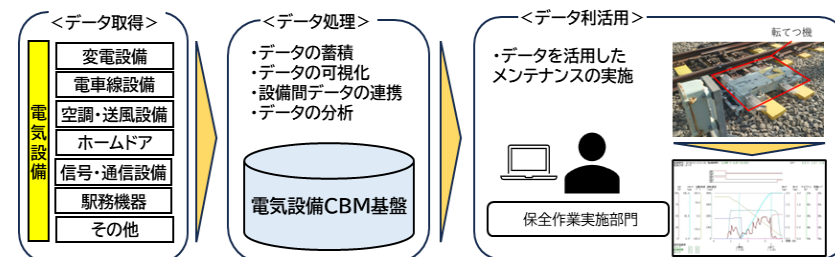 <データ取得>
電気設備
変電設備
電車線設備
空調・送風設備
ホームドア
信号・通信設備
駅務機器
その他
<データ処理>
・データの蓄積
・データの可視化
・設備間データの連携
・データの分析
電気設備CBM基盤
<データ利活用>
・データを活用した
メンテナンスの実施
保全作業実施部門
転てつ機